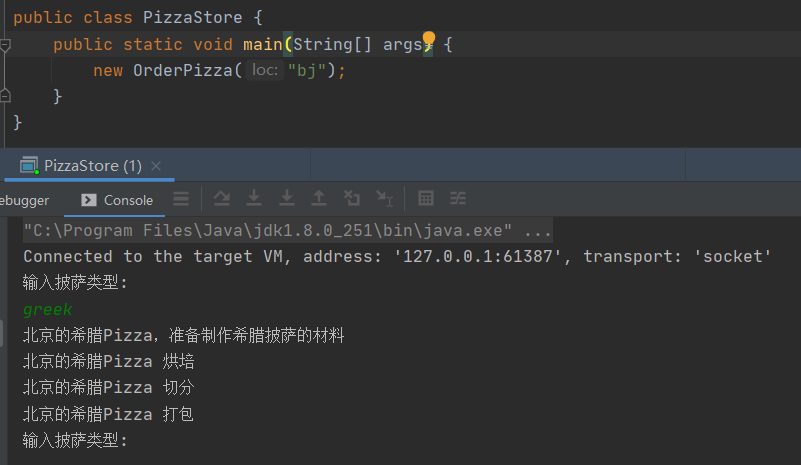 public class PizzaStore {
public static void main(String[] args) {
new OrderPizza( loc: "bj");
}
}
PizzaStore (1) ×
ebugger Console
"C:\Program Files\Java\jdk1.8.0_251\bin\java.exe" ...
Connected to the target VM, address: '127.0.0.1:61387', transport: 'socket'
输入披萨类型:
greek
北京的希腊Pizza，准备制作希腊披萨的材料
北京的希腊Pizza 烘培
北京的希腊Pizza 切分
北京的希腊Pizza 打包
输入披萨类型: